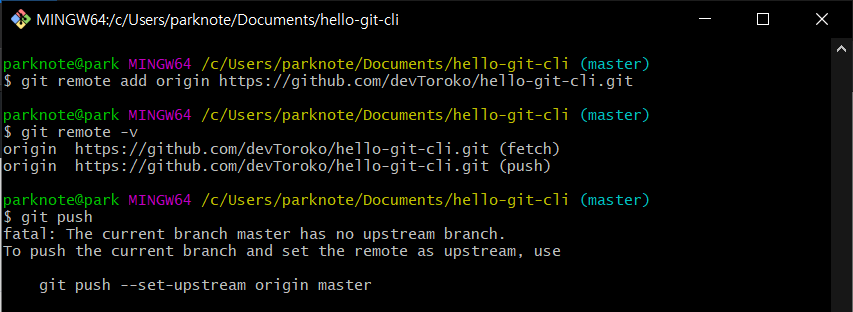 MINGW64:/c/Users/parknote/Documents/hello-git-cli
parknote@park MINGW64 /c/Users/parknote/Documents/hello-git-cli (master)
$ git remote add origin https://github.com/devToroko/hello-git-cli.git
parknote@park MINGW64 /c/Users/parknote/Documents/hello-git-cli (master)
$ git remote -v
origin  https://github.com/devToroko/hello-git-cli.git (fetch)
origin  https://github.com/devToroko/hello-git-cli.git (push)
parknote@park MINGW64 /c/Users/parknote/Documents/hello-git-cli (master)
$ git push
fatal: The current branch master has no upstream branch.
To push the current branch and set the remote as upstream, use
    git push --set-upstream origin master